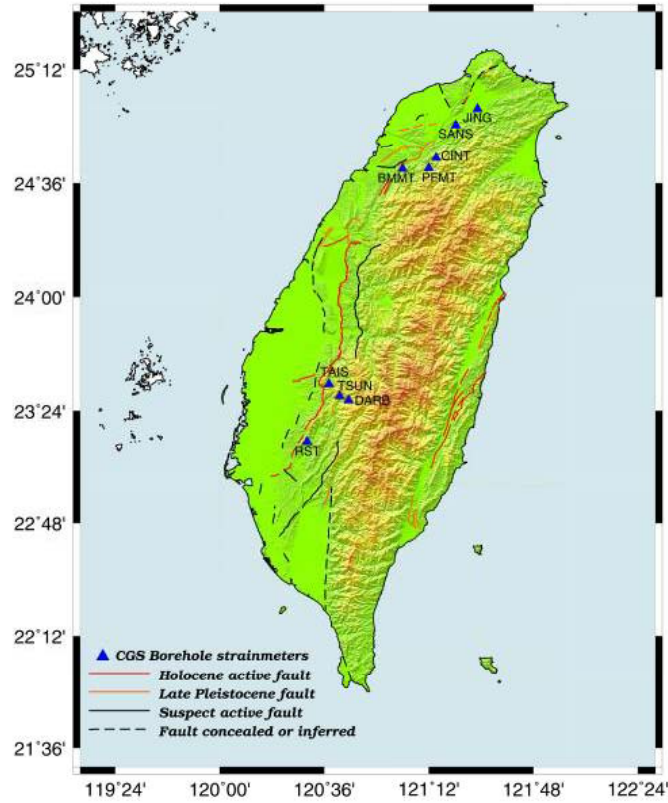 25˚12'
JING
SANS
CINT
24˚36'
BMMT
PFMT
24˚00'
TAIS
TSUN
23˚24'
DARB
RST
22˚48'
22˚12'
CGS Borehole strainmeters
Holocene active fault
Late Pleistocene fault
Suspect active fault
Fault concealed or inferred
21˚36'
119˚24' 120˚00' 120˚36' 121˚12' 121˚48' 122˚24'